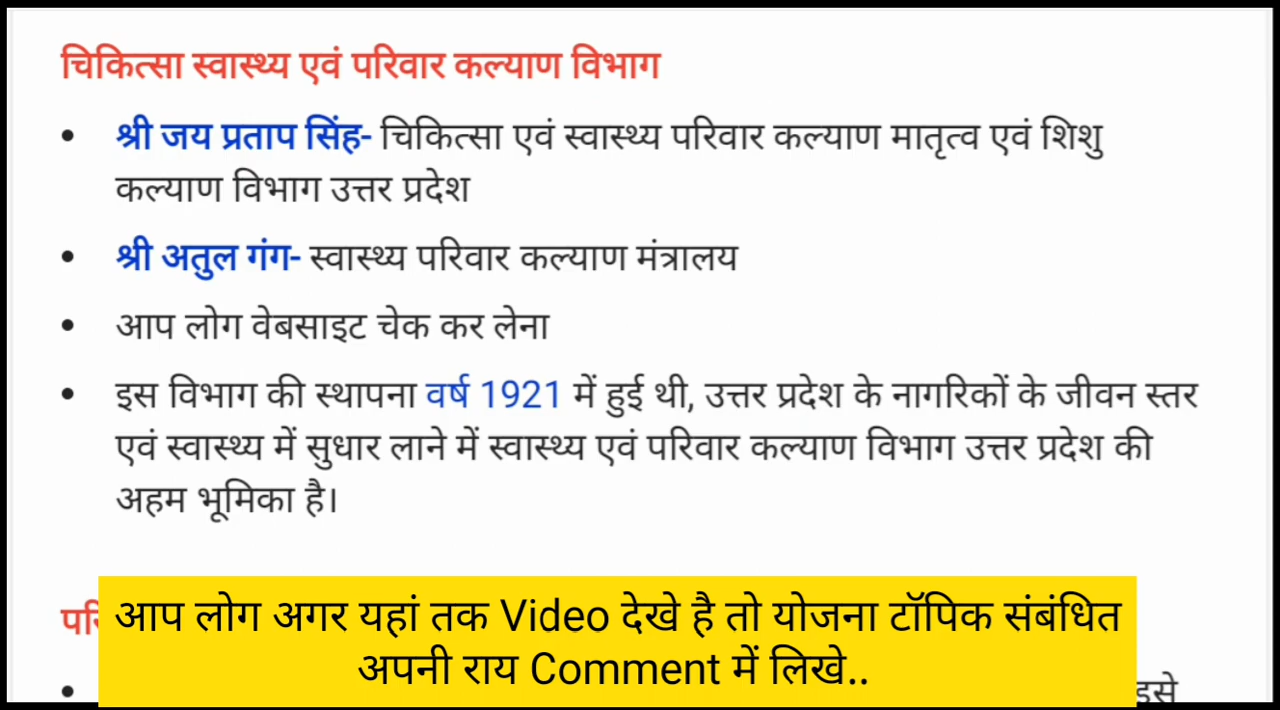 चिकित्सा स्वास्थ्य एवं परिवार कल्याण विभाग
• श्री जय प्रताप सिंह- चिकित्सा एवं स्वास्थ्य परिवार कल्याण मातृत्व एवं शिशु
कल्याण विभाग उत्तर प्रदेश
• श्री अतुल गंग- स्वास्थ्य परिवार कल्याण मंत्रालय
• आप लोग वेबसाइट चेक कर लेना
• इस विभाग की स्थापना वर्ष 1921 में हुई थी, उत्तर प्रदेश के नागरिकों के जीवन स्तर
एवं स्वास्थ्य में सुधार लाने में स्वास्थ्य एवं परिवार कल्याण विभाग उत्तर प्रदेश की
अहम भूमिका है।
आप लोग अगर यहां तक Video देखे है तो योजना टॉपिक संबंधित
अपनी राय Comment में लिखे..